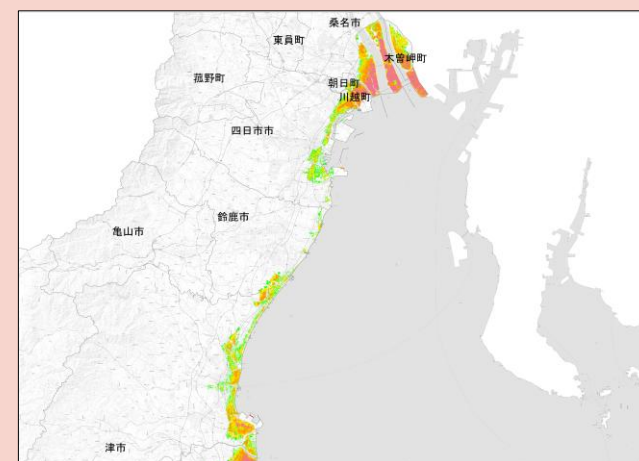 桑名市
東員町
木曽岬町
菰野町
朝日町
川越町
四日市市
鈴鹿市
亀山市
津市